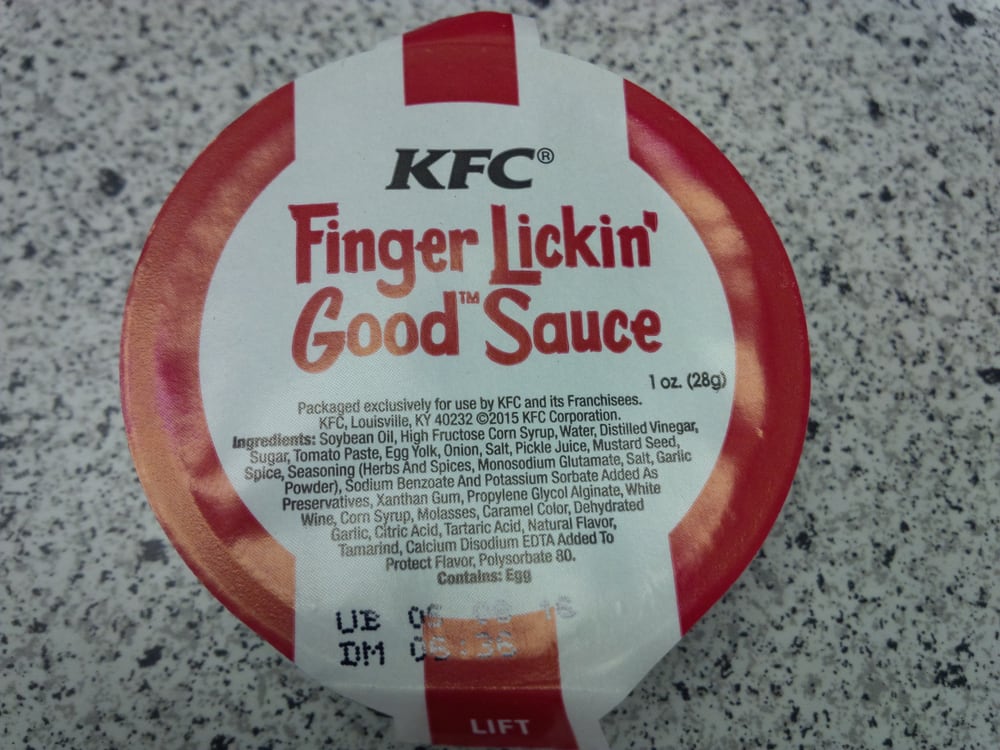 KFC®
Finger Lickin'
Good™ Sauce
1 oz. (28g)
Packaged exclusively for use by KFC and its Franchisees.
KFC, Louisville, KY 40232 ©2015 KFC Corporation.
Ingredients: Soybean Oil, High Fructose Corn Syrup, Water, Distilled Vinegar,
Sugar, Tomato Paste, Egg Yolk, Onion, Salt, Pickle Juice, Mustard Seed,
Spice, Seasoning (Herbs And Spices, Monosodium Glutamate, Salt, Garlic
Powder), Sodium Benzoate And Potassium Sorbate Added As
Preservatives, Xanthan Gum, Propylene Glycol Alginate, White
Wine, Corn Syrup, Molasses, Caramel Color, Dehydrated
Garlic, Citric Acid, Tartaric Acid, Natural Flavor,
Tamarind, Calcium Disodium EDTA Added To
Protect Flavor, Polysorbate 80.
Contains: Egg
UB
DM
LIFT